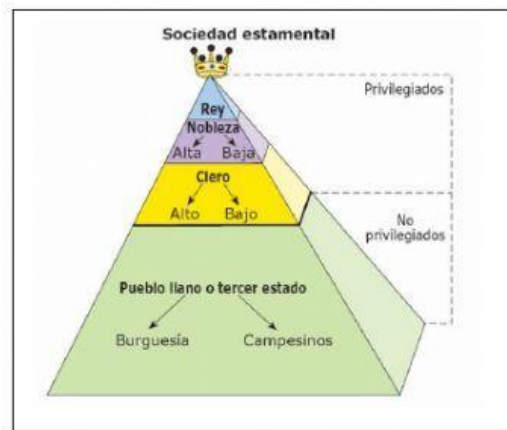 Sociedad estamental
Privilegiados
Rey
Nobleza
Alta Baja
Clero
Alto Bajo
No
privilegiados
Pueblo llano o tercer estado
Burguesía Campesinos